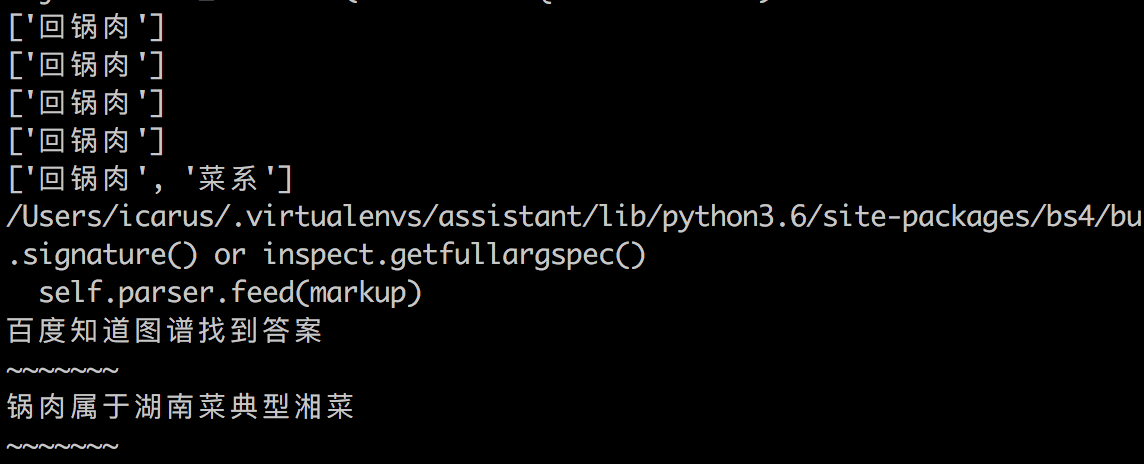 ['回锅肉']
['回锅肉']
['回锅肉']
['回锅肉']
['回锅肉', '菜系']
/Users/icarus/.virtualenvs/assistant/lib/python3.6/site-packages/bs4/bu
.signature() or inspect.getfullargspec()
self.parser.feed(markup)
百度知道图谱找到答案
~~~~~~~
锅肉属于湖南菜典型湘菜
~~~~~~~